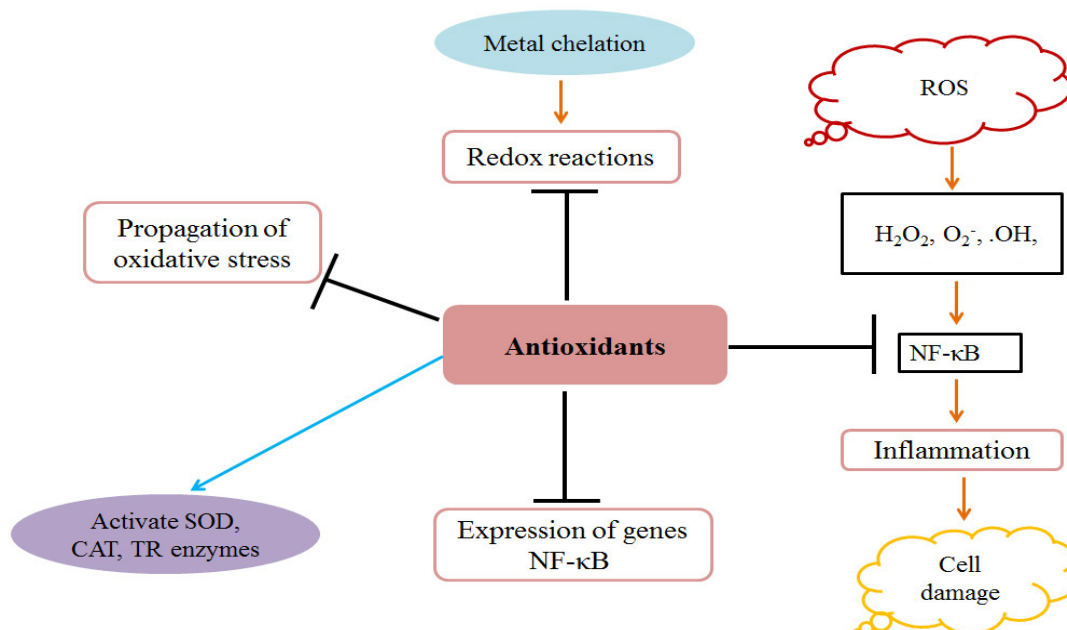 Metal chelation
Redox reactions
Propagation of
oxidative stress
Antioxidants
Activate SOD,
CAT, TR enzymes
Expression of genes
NF-κB
ROS
H₂O₂, O₂⁻, .OH,
NF-κB
Inflammation
Cell
damage